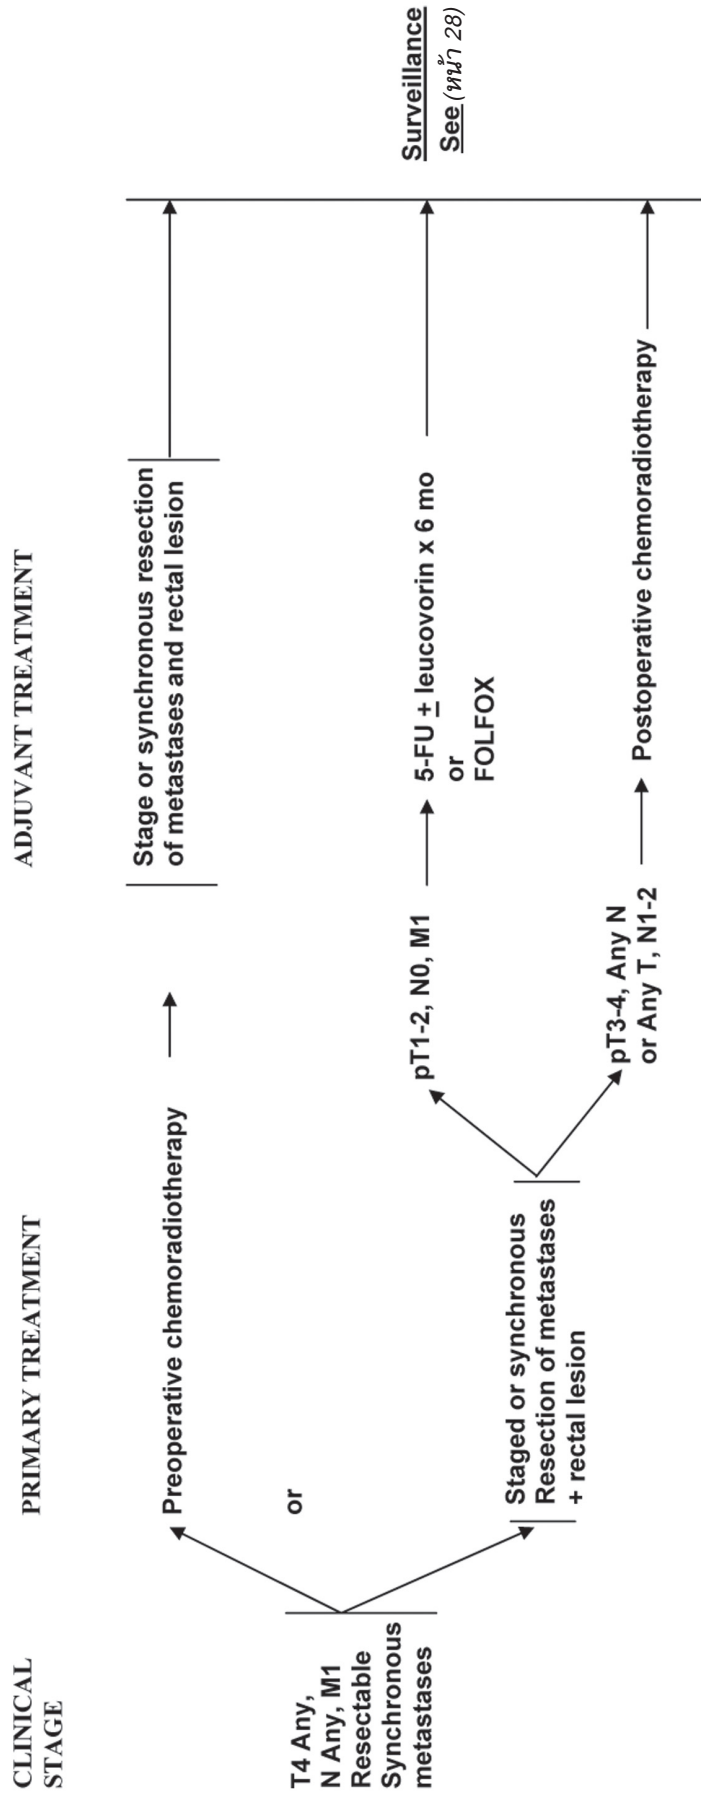 CLINICAL
STAGE
PRIMARY TREATMENT
ADJUVANT TREATMENT
T4 Any,
N Any, M1
Resectable
Synchronous
metastases
Preoperative chemoradiotherapy
Stage or synchronous resection
of metastases and rectal lesion
or
Staged or synchronous
Resection of metastases
+ rectal lesion
pT1-2, N0, M1
5-FU ± leucovorin x 6 mo
or
FOLFOX
pT3-4, Any N
or Any T, N1-2
Postoperative chemoradiotherapy
Surveillance
See (หน้า 28)